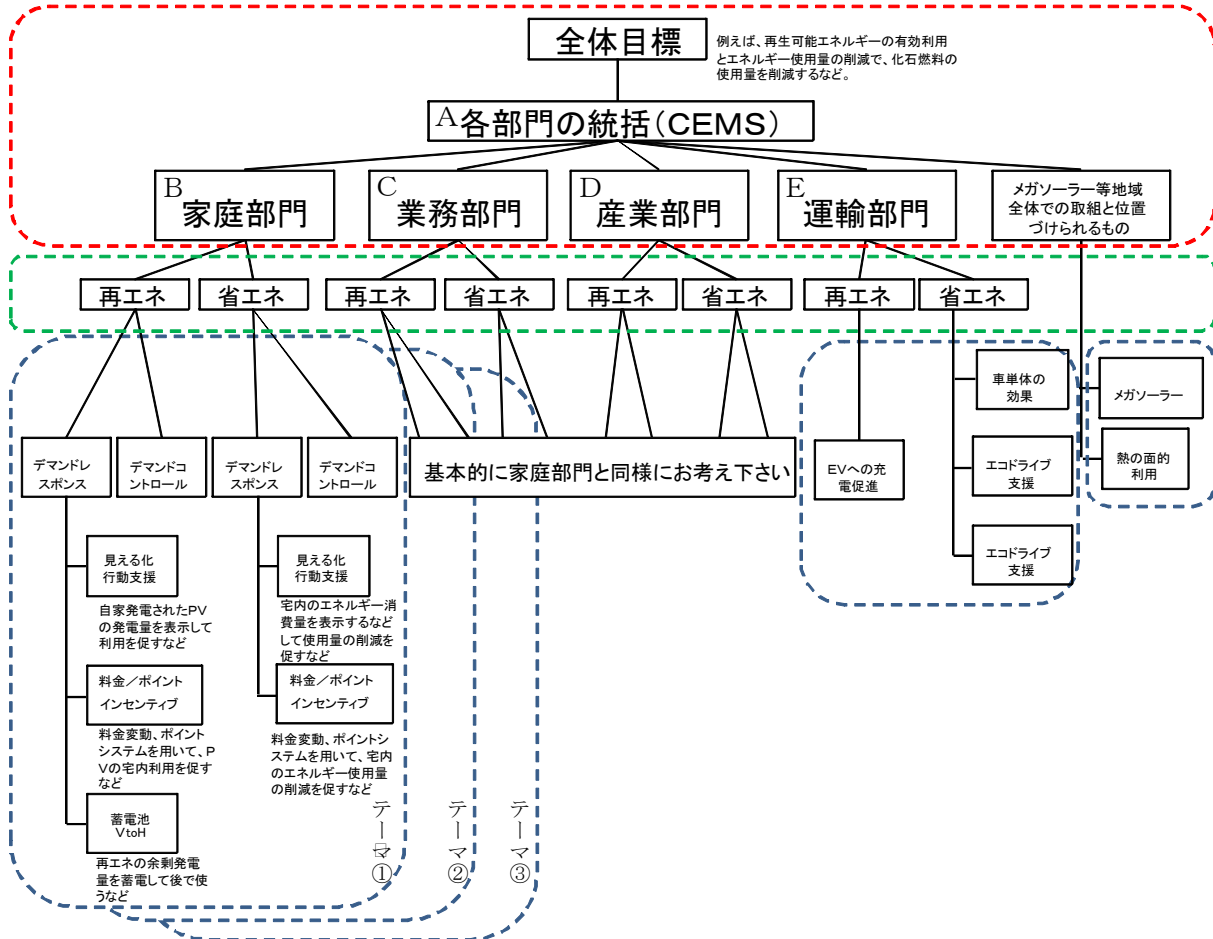 全体目標
例えば、再生可能エネルギーの有効利用
とエネルギー使用量の削減で、化石燃料の
使用量を削減するなど。
A各部門の統括(CEMS)
B
家庭部門
C
業務部門
D
産業部門
E
運輸部門
メガソーラー等地域
全体での取組と位置
づけられるもの
再エネ
省エネ
再エネ
省エネ
再エネ
省エネ
再エネ
省エネ
デマンドレ
スポンス
デマンドコ
ントロール
デマンドレ
スポンス
デマンドコ
ントロール
基本的に家庭部門と同様にお考え下さい
EVへの充
電促進
車単体の
効果
エコドライブ
支援
エコドライブ
支援
メガソーラー
熱の面的
利用
見える化
行動支援
自家発電されたPV
の発電量を表示して
利用を促すなど
料金/ポイント
インセンティブ
料金変動、ポイント
システムを用いて、P
Vの宅内利用を促す
など
蓄電池
VtoH
再エネの余剰発電
量を蓄電して後で使
うなど
見える化
行動支援
宅内のエネルギー消
費量を表示するなど
して使用量の削減を
促すなど
料金/ポイント
インセンティブ
料金変動、ポイントシ
ステムを用いて、宅内
のエネルギー使用量
の削減を促すなど
テーマ①
テーマ②
テーマ③